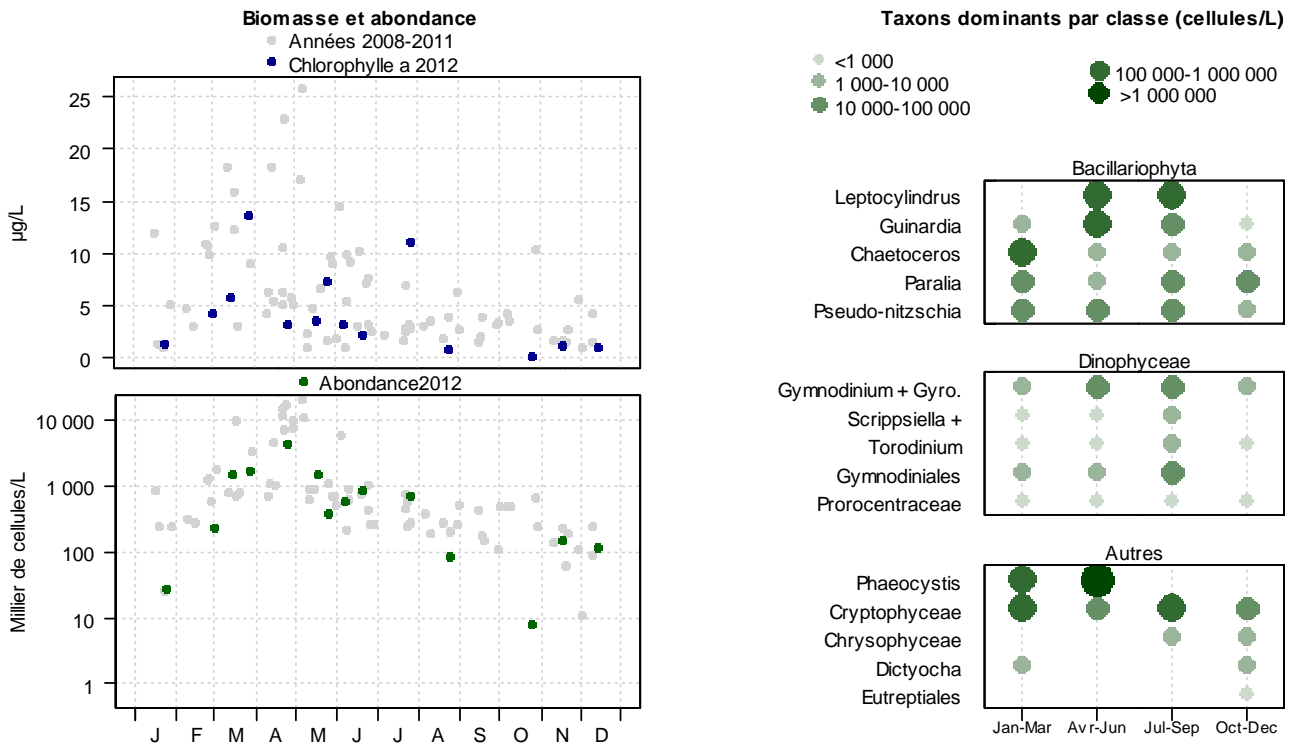 Biomasse et abondance
Années 2008-2011
Chlorophylle a 2012
25
20
15
10
5
0
µg/L
Abondance2012
10 000
1 000
100
10
1
Millier de cellules/L
J F M A M J J A S O N D
Taxons dominants par classe (cellules/L)
<1 000
1 000-10 000
10 000-100 000
100 000-1 000 000
>1 000 000
Bacillariophyta
Leptocylindrus
Guinardia
Chaetoceros
Paralia
Pseudo-nitzschia
Dinophyceae
Gymnodinium + Gyro.
Scrippsiella +
Torodinium
Gymnodiniales
Prorocentraceae
Autres
Phaeocystis
Cryptophyceae
Chrysophyceae
Dictyocha
Eutreptiales
Jan-Mar Avr-Jun Jul-Sep Oct-Dec